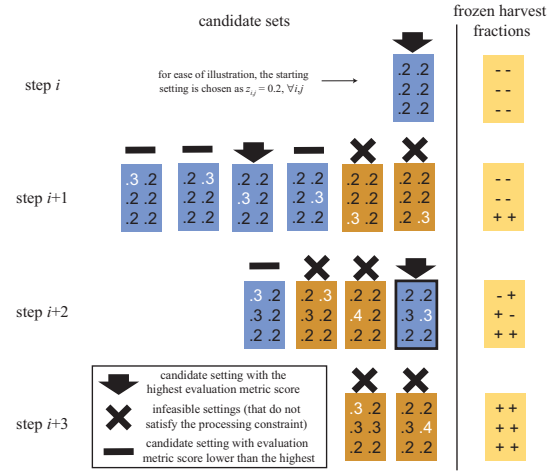 candidate sets
frozen harvest
fractions
step i
for ease of illustration, the starting
setting is chosen as z_{i,j} = 0.2, ∀i,j
.2 .2
.2 .2
.2 .2
- -
- -
- -
step i+1
.3 .2 .2 .3 .2 .2 .2 .2 .2 .2 .2 .2
.2 .2 .2 .2 .3 .2 .2 .3 .2 .2 .2 .2
.2 .2 .2 .2 .2 .2 .2 .2 .3 .2 .2 .3
- -
- -
+ +
step i+2
.3 .2 .2 .3 .2 .2 .2 .2
.3 .2 .3 .2 .4 .2 .3 .3
.2 .2 .2 .2 .2 .2 .2 .2
- +
+ -
+ +
step i+3
.3 .2 .2 .2
.3 .3 .3 .4
.2 .2 .2 .2
+ +
+ +
+ +
candidate setting with the
highest evaluation metric score
infeasible settings (that do not
satisfy the processing constraint)
candidate setting with evaluation
metric score lower than the highest